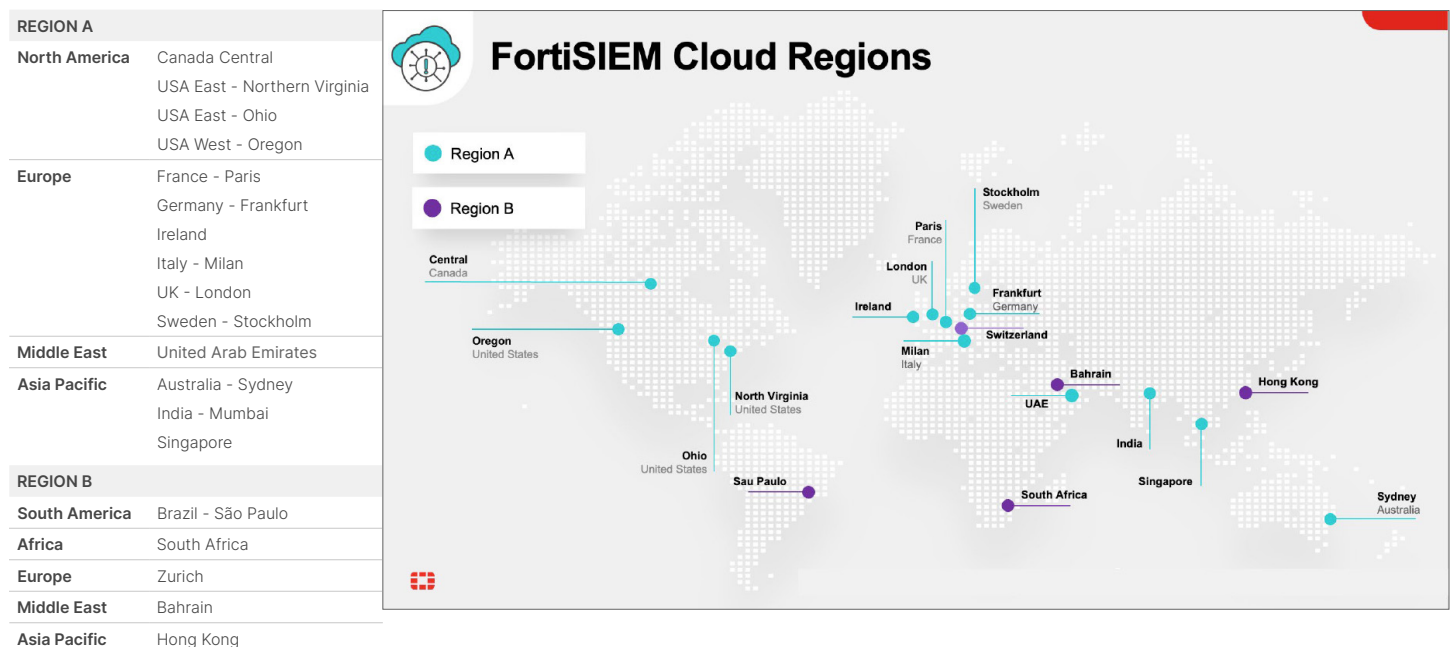 REGION A
North America Canada Central
USA East - Northern Virginia
USA East - Ohio
USA West - Oregon
Europe France - Paris
Germany - Frankfurt
Ireland
Italy - Milan
UK - London
Sweden - Stockholm
Middle East United Arab Emirates
Asia Pacific Australia - Sydney
India - Mumbai
Singapore
REGION B
South America Brazil - São Paulo
Africa South Africa
Europe Zurich
Middle East Bahrain
Asia Pacific Hong Kong
FortiSIEM Cloud Regions
Region A
Region B
Stockholm
Sweden
Paris
France
London
UK
Central
Canada
Frankfurt
Germany
Ireland
Switzerland
Oregon
United States
Milan
Italy
Bahrain
Hong Kong
UAE
North Virginia
United States
India
Ohio
United States
Sau Paulo
Singapore
South Africa
Sydney
Australia